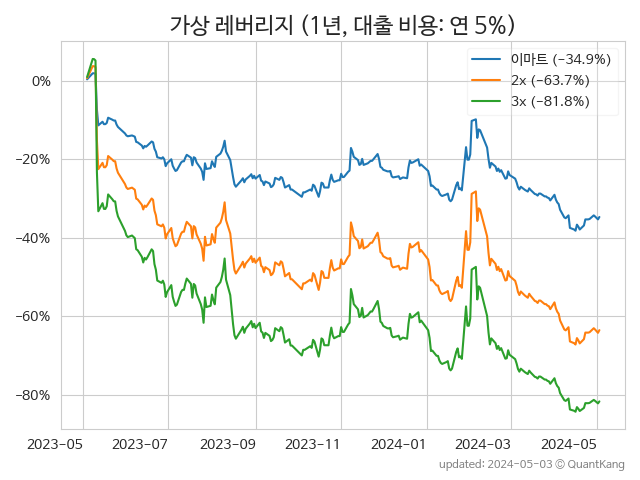 가상 레버리지 (1년, 대출 비용: 연 5%)
이마트 (−34.9%)
2x (−63.7%)
3x (−81.8%)
0%
−20%
−40%
−60%
−80%
2023-05 2023-07 2023-09 2023-11 2024-01 2024-03 2024-05
updated: 2024-05-03 © QuantKang